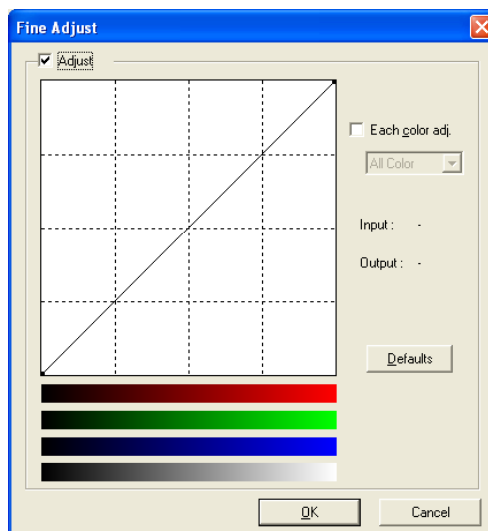 Fine Adjust
Adjust
Each color adj.
All Color
Input : -
Output : -
Defaults
OK
Cancel